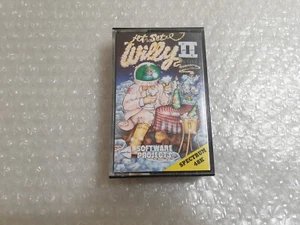 Jet Set
Willy II
SOFTWARE
PROJECTS
SPECTRUM
48K